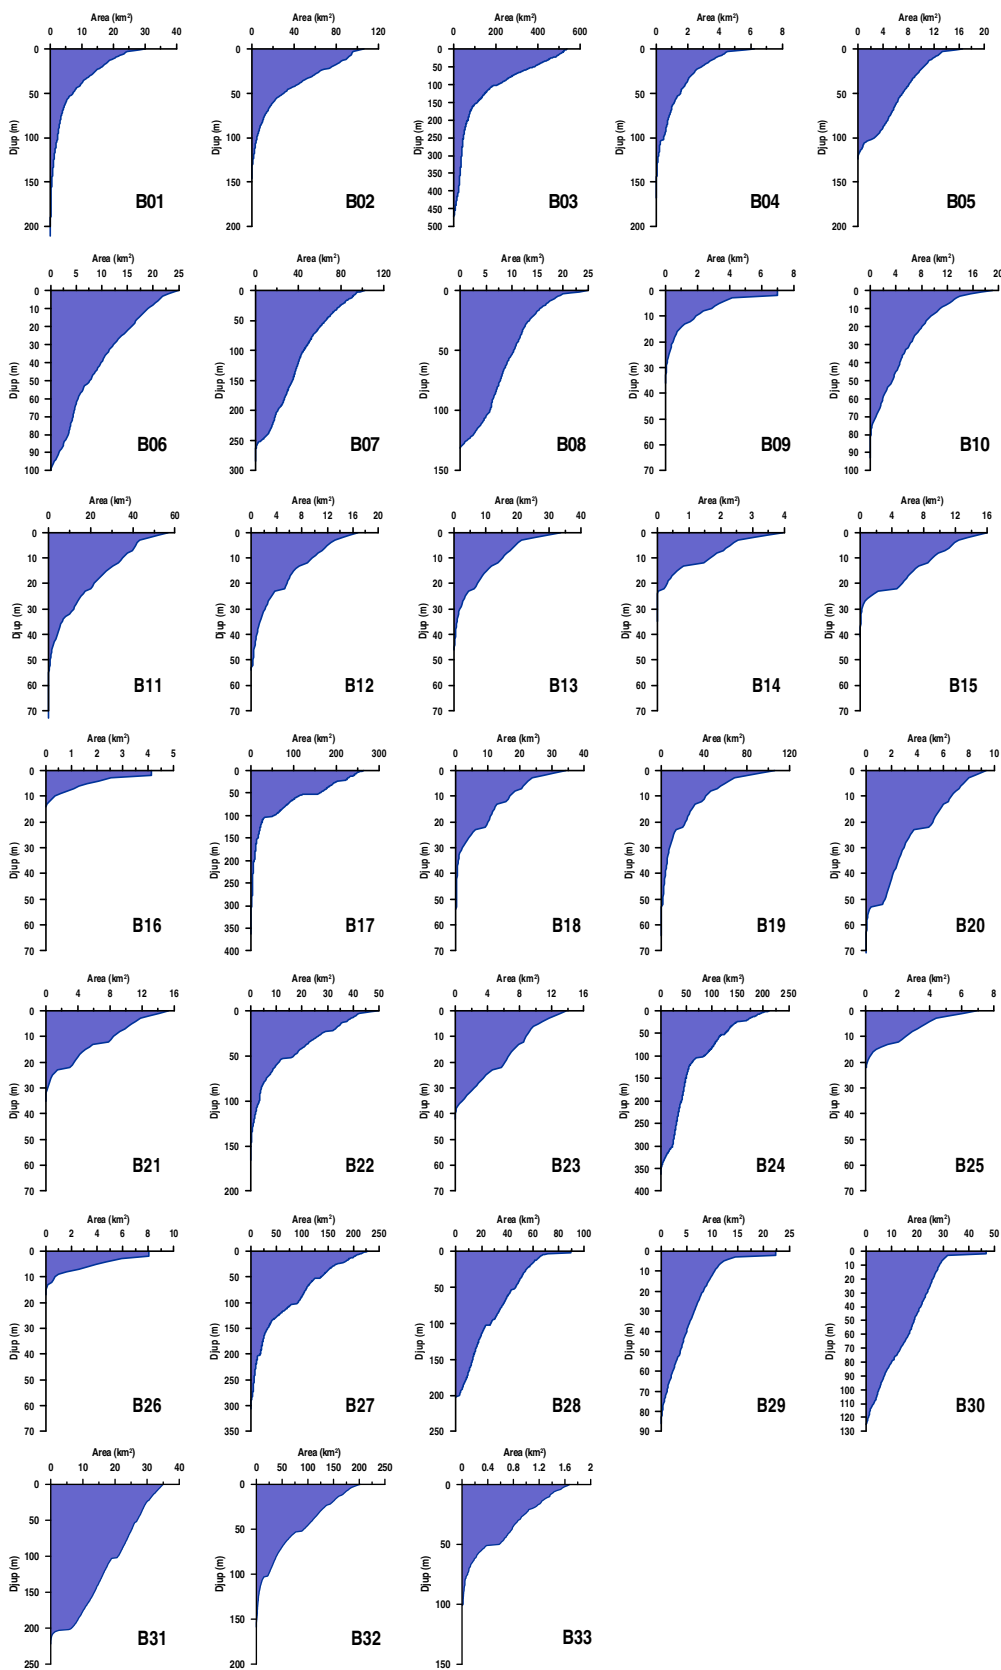 Area (km²) Area (km²) Area (km²) Area (km²) Area (km²)
0 10 20 30 40 0 40 80 120 0 200 400 600 0 2 4 6 8 0 4 8 12 16 20
Djup (m) 0 50 100 150 200 B01
Djup (m) 0 50 100 150 200 B02
Djup (m) 0 50 100 150 200 250 300 350 400 450 500 B03
Djup (m) 0 50 100 150 200 B04
Djup (m) 0 50 100 150 200 B05
Area (km²) Area (km²) Area (km²) Area (km²) Area (km²)
0 5 10 15 20 25 0 40 80 120 0 5 10 15 20 25 0 2 4 6 8 0 4 8 12 16 20
Djup (m) 0 10 20 30 40 50 60 70 80 90 100 B06
Djup (m) 0 50 100 150 200 250 300 B07
Djup (m) 0 50 100 150 B08
Djup (m) 0 10 20 30 40 50 60 70 B09
Djup (m) 0 10 20 30 40 50 60 70 80 90 100 B10
Area (km²) Area (km²) Area (km²) Area (km²) Area (km²)
0 20 40 60 0 4 8 12 16 20 0 10 20 30 40 0 1 2 3 4 0 4 8 12 16
Djup (m) 0 10 20 30 40 50 60 70 B11
Djup (m) 0 10 20 30 40 50 60 70 B12
Djup (m) 0 10 20 30 40 50 60 70 B13
Djup (m) 0 10 20 30 40 50 60 70 B14
Djup (m) 0 10 20 30 40 50 60 70 B15
Area (km²) Area (km²) Area (km²) Area (km²) Area (km²)
0 1 2 3 4 5 0 100 200 300 0 10 20 30 40 0 40 80 120 0 2 4 6 8 10
Djup (m) 0 10 20 30 40 50 60 70 B16
Djup (m) 0 50 100 150 200 250 300 350 400 B17
Djup (m) 0 10 20 30 40 50 60 70 B18
Djup (m) 0 10 20 30 40 50 60 70 B19
Djup (m) 0 10 20 30 40 50 60 70 B20
Area (km²) Area (km²) Area (km²) Area (km²) Area (km²)
0 4 8 12 16 0 10 20 30 40 50 0 4 8 12 16 0 50 100 150 200 250 0 2 4 6 8
Djup (m) 0 10 20 30 40 50 60 70 B21
Djup (m) 0 50 100 150 200 B22
Djup (m) 0 10 20 30 40 50 60 70 B23
Djup (m) 0 50 100 150 200 250 300 350 400 B24
Djup (m) 0 10 20 30 40 50 60 70 B25
Area (km²) Area (km²) Area (km²) Area (km²) Area (km²)
0 2 4 6 8 10 0 50 100 150 200 250 0 20 40 60 80 100 0 5 10 15 20 25 0 10 20 30 40 50
Djup (m) 0 10 20 30 40 50 60 70 B26
Djup (m) 0 50 100 150 200 250 300 350 B27
Djup (m) 0 50 100 150 200 250 B28
Djup (m) 0 10 20 30 40 50 60 70 80 90 B29
Djup (m) 0 10 20 30 40 50 60 70 80 90 100 110 120 130 B30
Area (km²) Area (km²) Area (km²)
0 10 20 30 40 0 50 100 150 200 250 0 0.4 0.8 1.2 1.6 2
Djup (m) 0 50 100 150 200 250 B31
Djup (m) 0 50 100 150 200 B32
Djup (m) 0 50 100 150 B33